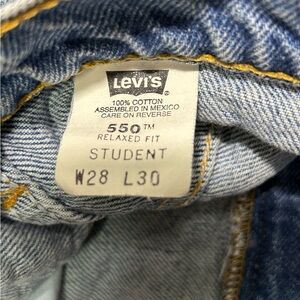 LEVI'S®
100% COTTON
ASSEMBLED IN MEXICO
CARE ON REVERSE
550™
RELAXED FIT
STUDENT
W28 L30